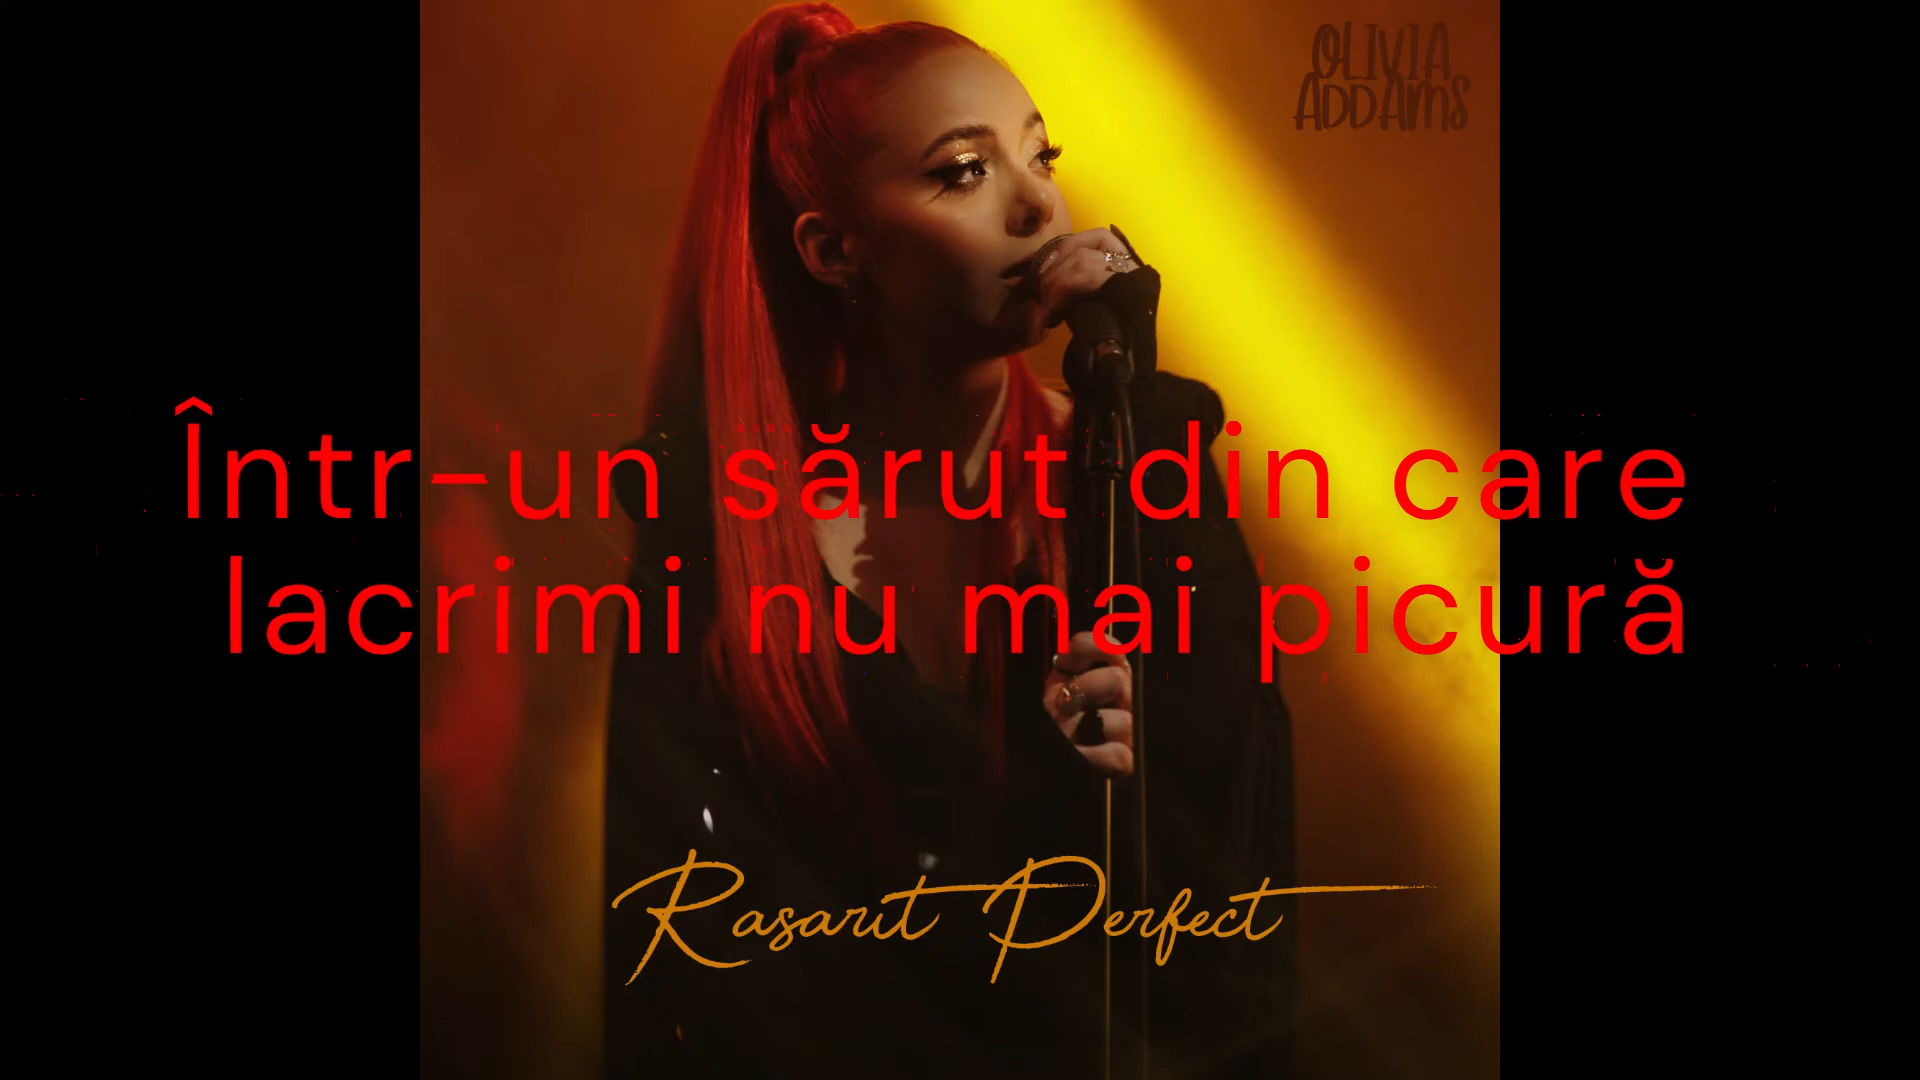 OLIVIA
ADDAMS
Într-un sărut din care
lacrimi nu mai picură
Rasarit Perfect